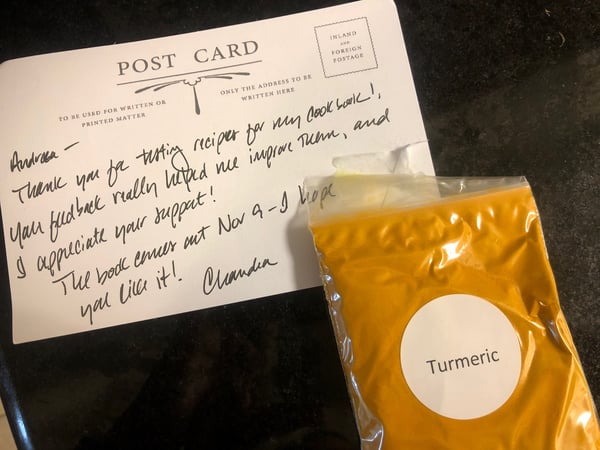 POST CARD
INLAND
AND
FOREIGN
POSTAGE
TO BE USED FOR WRITTEN OR
PRINTED MATTER
ONLY THE ADDRESS TO BE
WRITTEN HERE
Andrea –
Thank you for testing recipes for my cookbook!,
your feedback really helped me improve them, and
I appreciate your support!
The book comes out Nov 9 – I hope
you like it!
Chandra
Turmeric